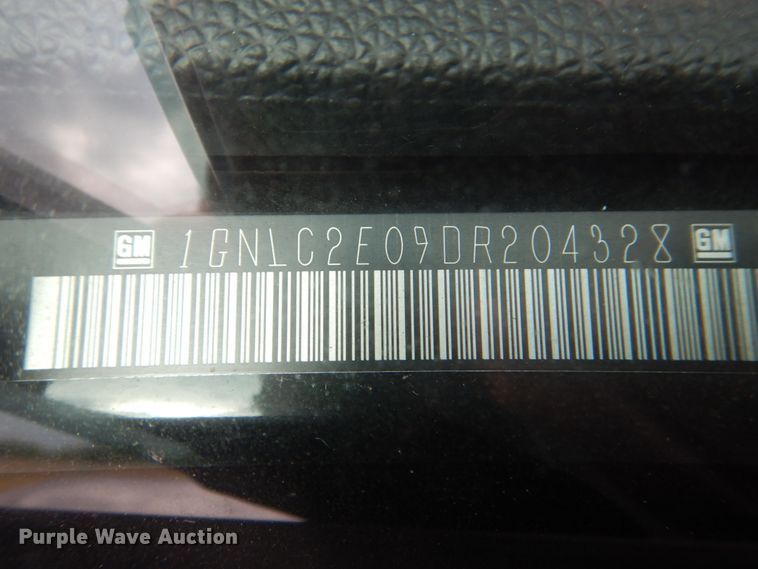 GM 1GNLC2E09DR204328 GM
Purple Wave Auction